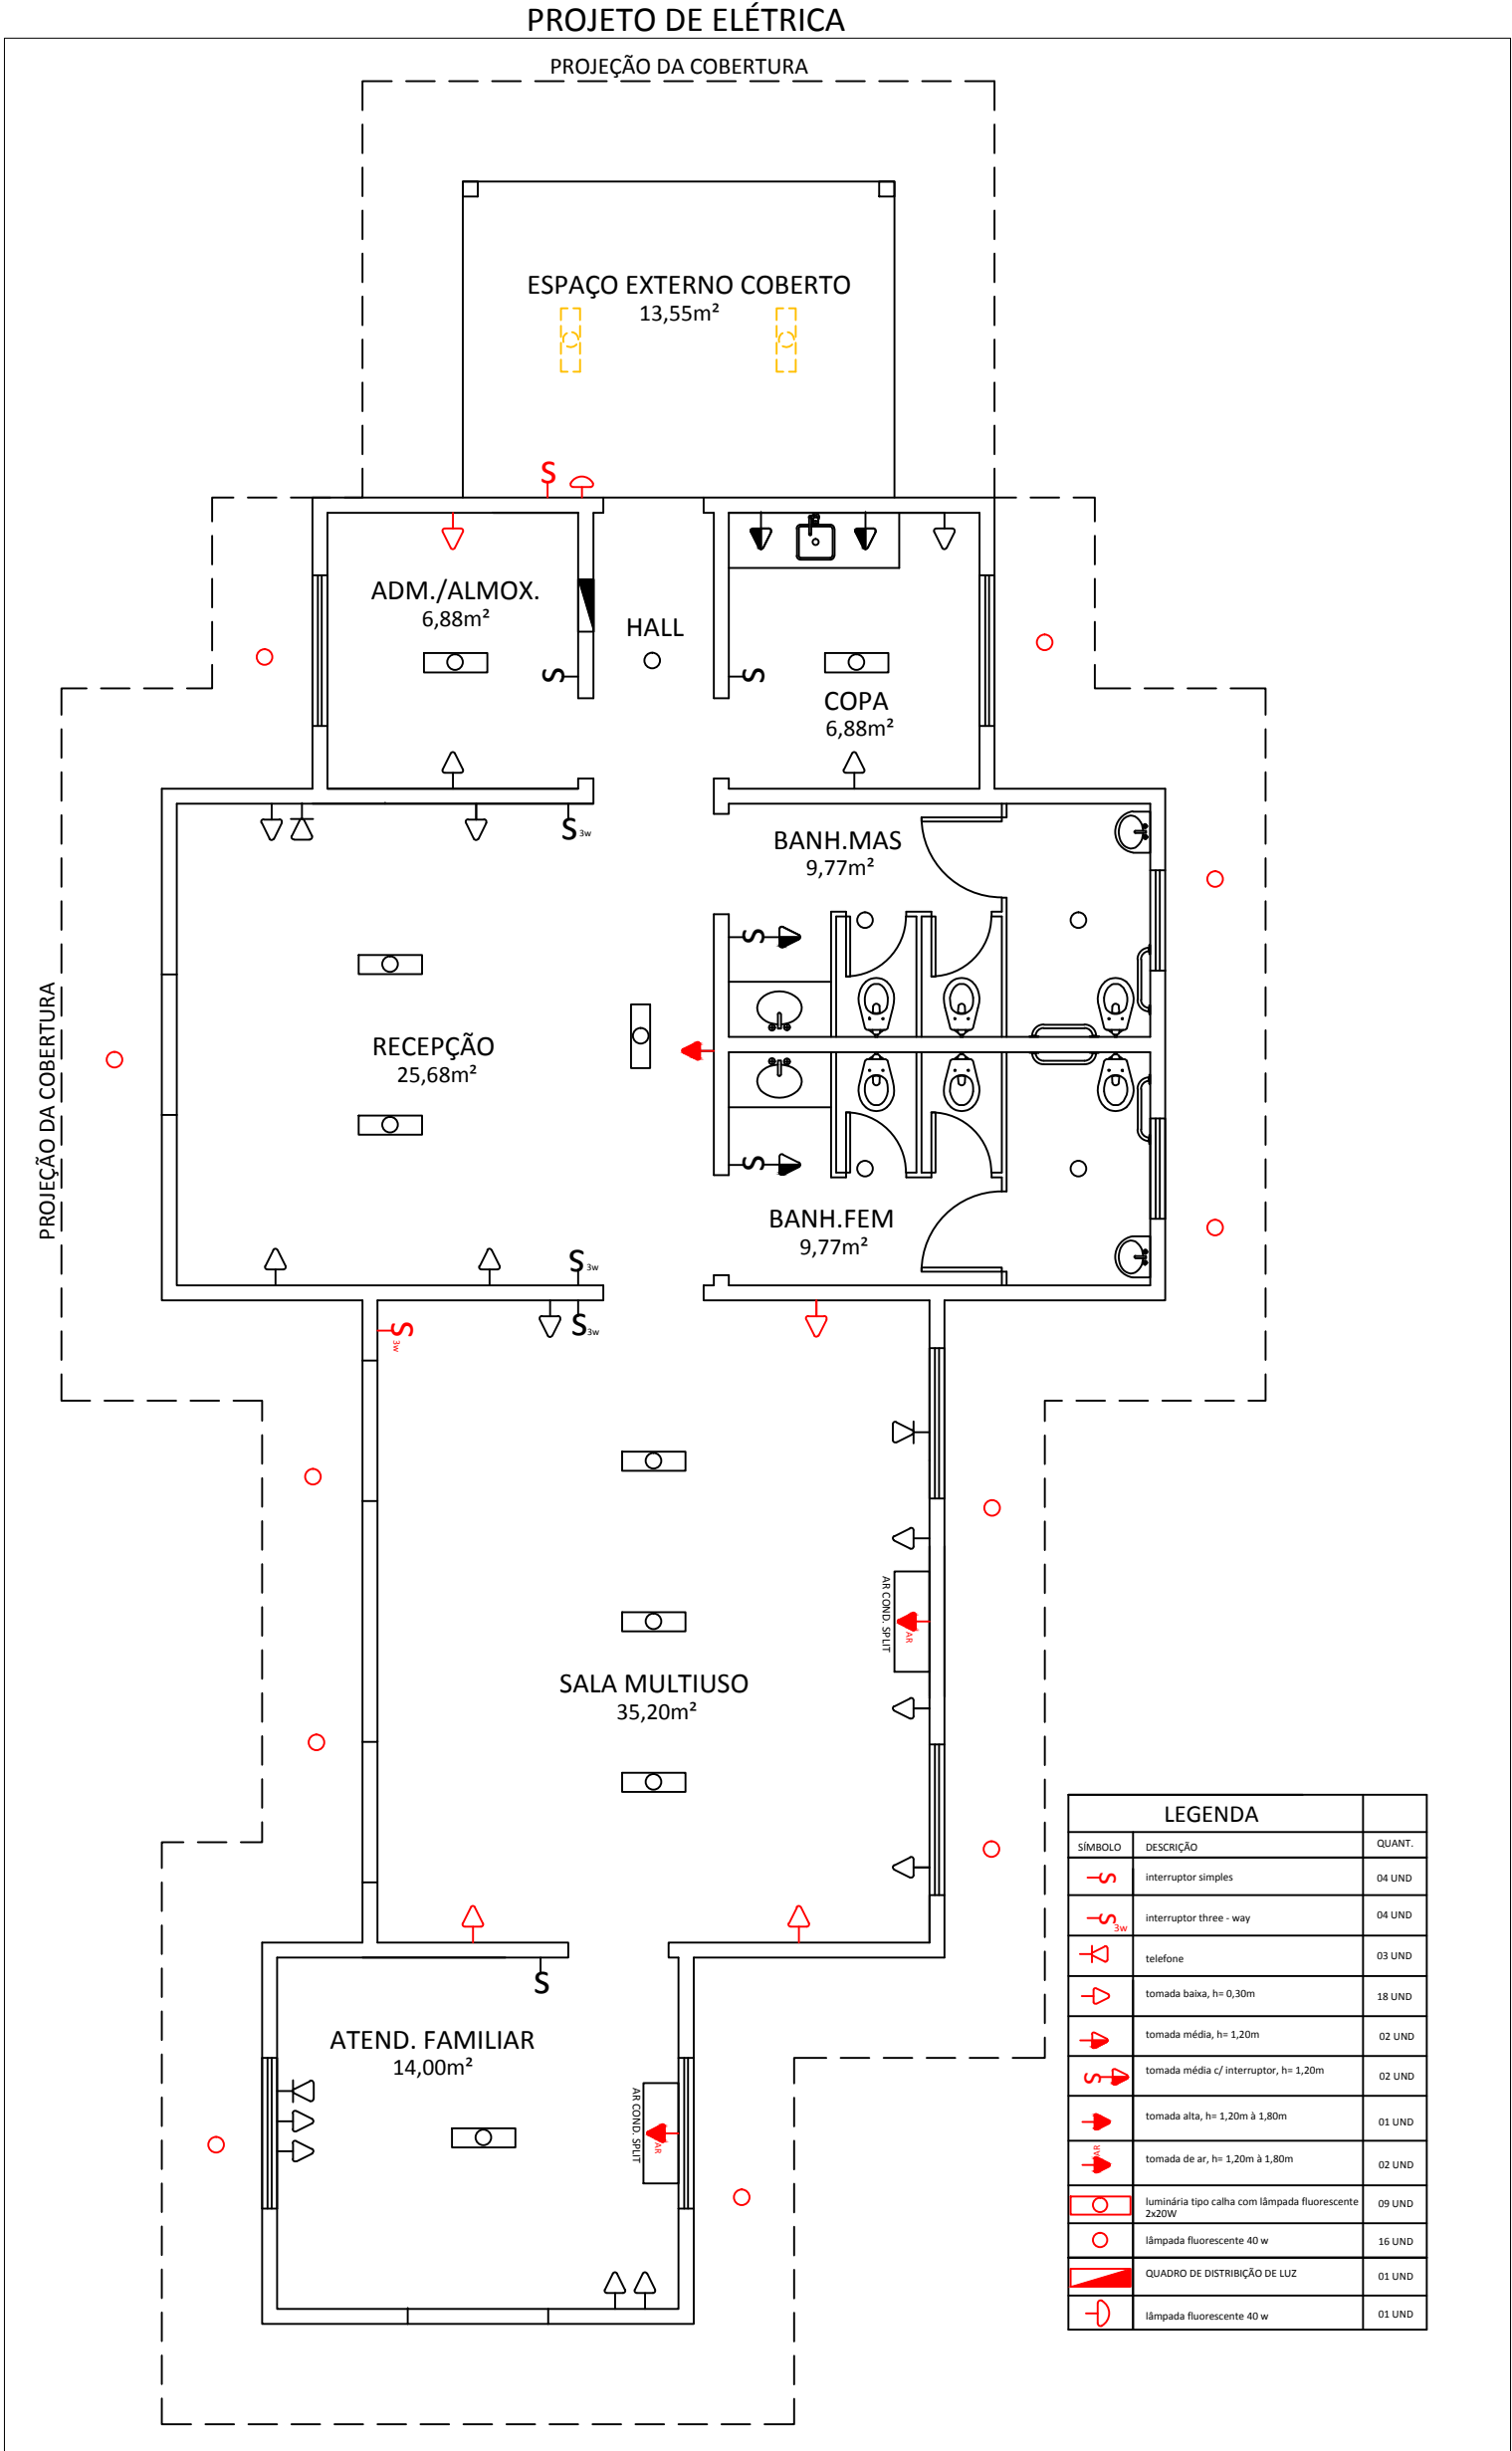 PROJETO DE ELÉTRICA
PROJEÇÃO DA COBERTURA
ESPAÇO EXTERNO COBERTO
13,55m²
S
ADM./ALMOX.
6,88m²
HALL
S
S
COPA
6,88m²
S3w
BANH.MAS
9,77m²
S
PROJEÇÃO DA COBERTURA
RECEPÇÃO
25,68m²
S
BANH.FEM
9,77m²
S3w
S3w
S3w
AR COND. SPLIT
AR
SALA MULTIUSO
35,20m²
S
ATEND. FAMILIAR
14,00m²
AR COND. SPLIT
AR
LEGENDA
SÍMBOLO DESCRIÇÃO QUANT.
S interruptor simples 04 UND
S3w interruptor three - way 04 UND
telefone 03 UND
tomada baixa, h= 0,30m 18 UND
tomada média, h= 1,20m 02 UND
S tomada média c/ interruptor, h= 1,20m 02 UND
tomada alta, h= 1,20m à 1,80m 01 UND
AR tomada de ar, h= 1,20m à 1,80m 02 UND
luminária tipo calha com lâmpada fluorescente
2x20W 09 UND
lâmpada fluorescente 40 w 16 UND
QUADRO DE DISTRIBIÇÃO DE LUZ 01 UND
lâmpada fluorescente 40 w 01 UND